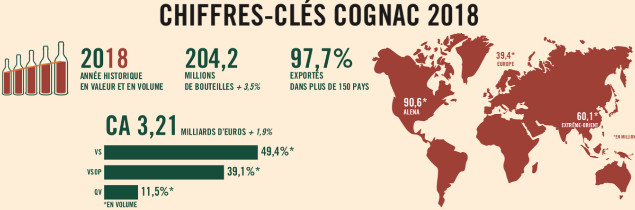 CHIFFRES-CLÉS COGNAC 2018
2018
ANNÉE HISTORIQUE
EN VALEUR ET EN VOLUME
204,2
MILLIONS
DE BOUTEILLES + 3,5%
97,7%
EXPORTÉS
DANS PLUS DE 150 PAYS
CA 3,21 MILLIARDS D'EUROS + 1,9%
VS 49,4%*
VSOP 39,1%*
QV 11,5%*
*EN VOLUME
39,4*
EUROPE
90,6*
ALENA
60,1*
EXTRÊME-ORIENT
*EN MILLION